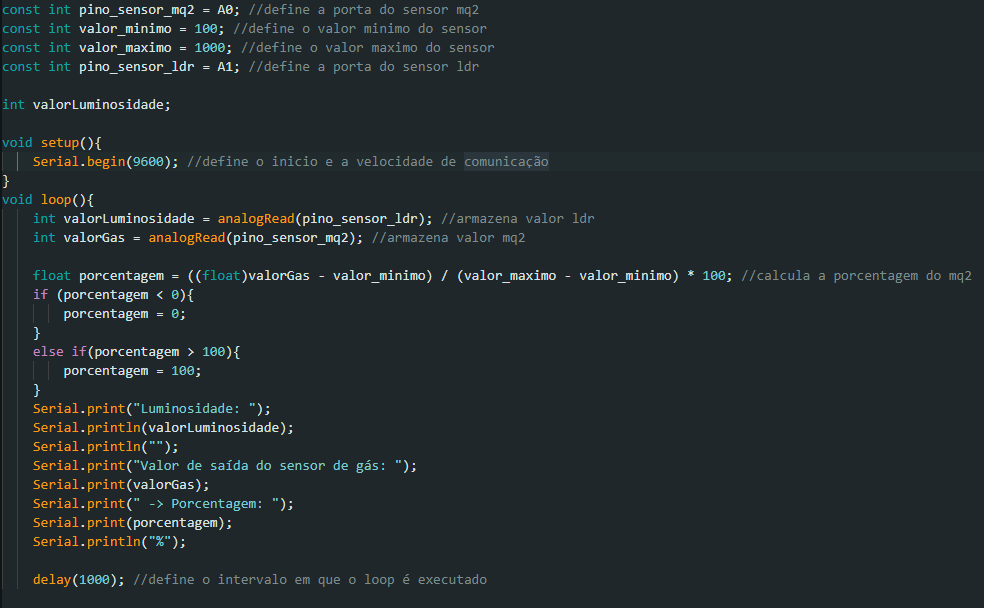 const int pino_sensor_mq2 = A0; //define a porta do sensor mq2
const int valor_minimo = 100; //define o valor minimo do sensor
const int valor_maximo = 1000; //define o valor maximo do sensor
const int pino_sensor_ldr = A1; //define a porta do sensor ldr
int valorLuminosidade;
void setup(){
Serial.begin(9600); //define o inicio e a velocidade de comunicação
}
void loop(){
int valorLuminosidade = analogRead(pino_sensor_ldr); //armazena valor ldr
int valorGas = analogRead(pino_sensor_mq2); //armazena valor mq2
float porcentagem = ((float)valorGas - valor_minimo) / (valor_maximo - valor_minimo) * 100; //calcula a porcentagem do mq2
if (porcentagem < 0){
porcentagem = 0;
}
else if(porcentagem > 100){
porcentagem = 100;
}
Serial.print("Luminosidade: ");
Serial.println(valorLuminosidade);
Serial.println("");
Serial.print("Valor de saída do sensor de gás: ");
Serial.print(valorGas);
Serial.print(" -> Porcentagem: ");
Serial.print(porcentagem);
Serial.println("%");
delay(1000); //define o intervalo em que o loop é executado